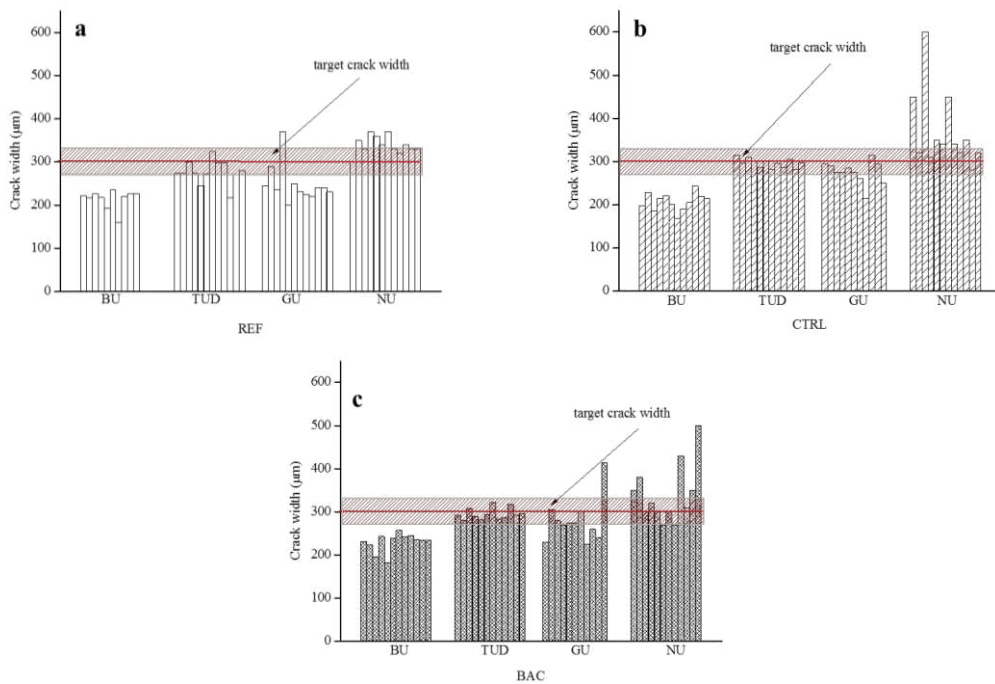 a
600
500
400
300
200
100
0
Crack width (μm)
target crack width
BU TUD GU NU
REF
b
600
500
400
300
200
100
0
Crack width (μm)
target crack width
BU TUD GU NU
CTRL
c
600
500
400
300
200
100
0
Crack width (μm)
target crack width
BU TUD GU NU
BAC